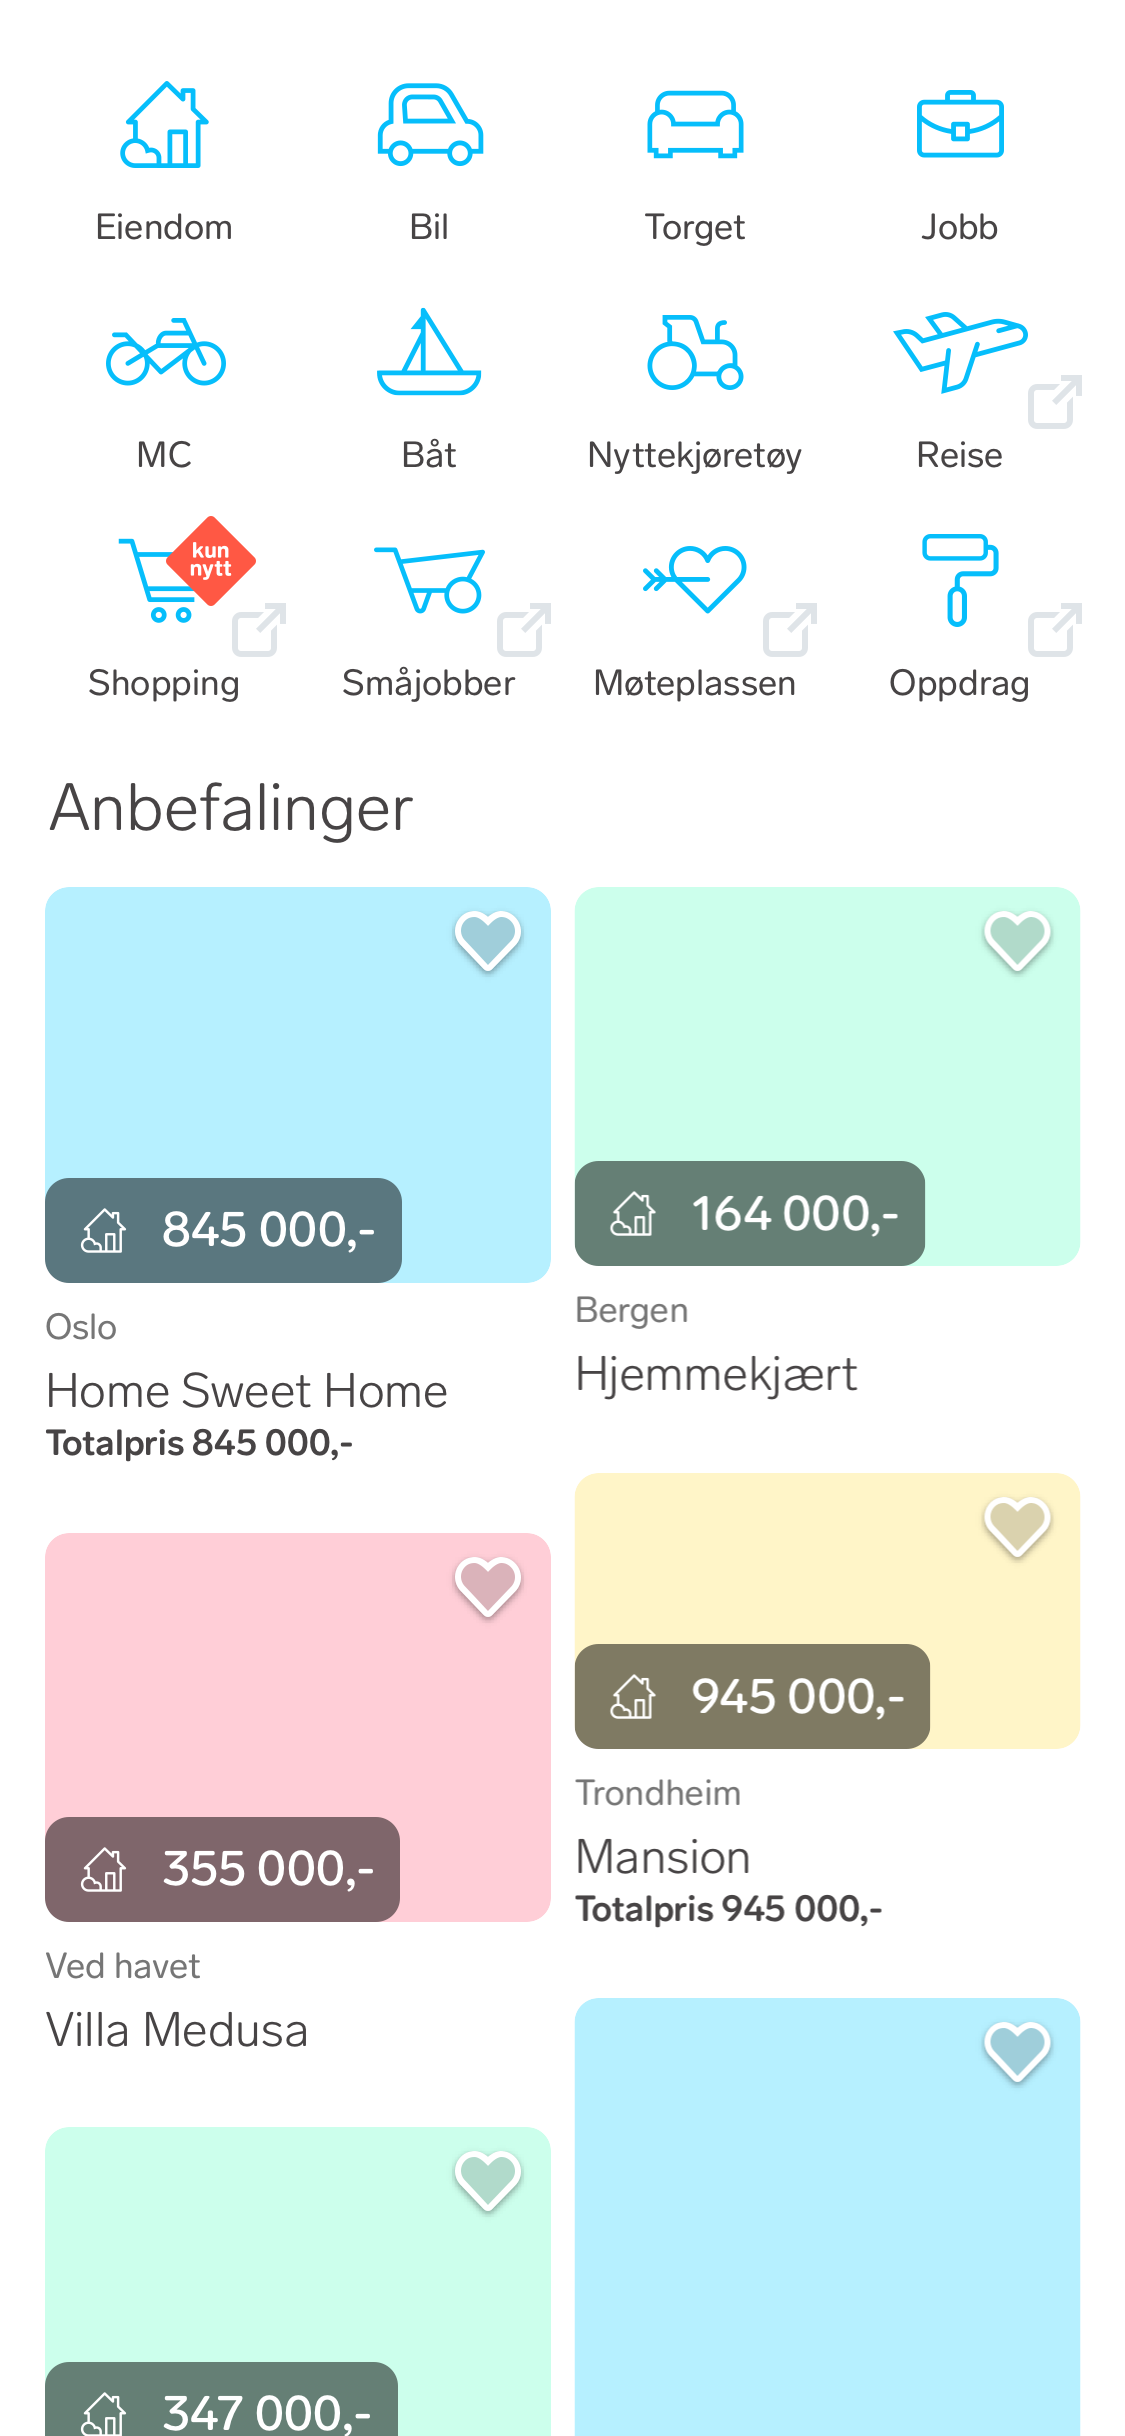 Eiendom
Bil
Torget
Jobb
MC
Båt
Nyttekjøretøy
Reise
kun
nytt
Shopping
Småjobber
Møteplassen
Oppdrag
Anbefalinger
845 000,-
Oslo
Home Sweet Home
Totalpris 845 000,-
164 000,-
Bergen
Hjemmekjært
355 000,-
Ved havet
Villa Medusa
945 000,-
Trondheim
Mansion
Totalpris 945 000,-
347 000,-